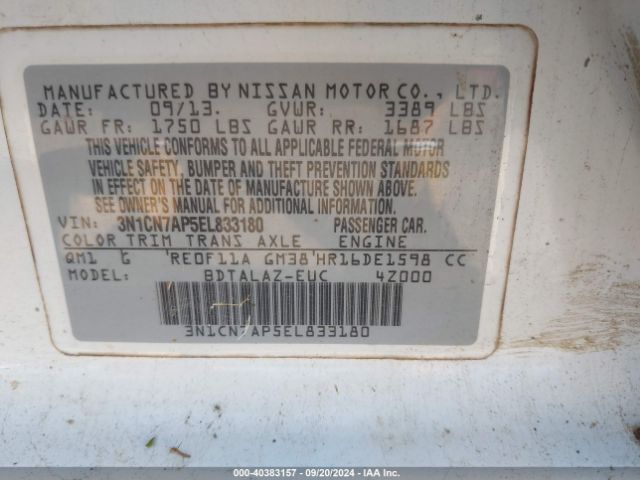 MANUFACTURED BY NISSAN MOTOR CO., LTD.
DATE: 09/13. GVWR: 3389 LBS
GAWR FR: 1750 LBS GAWR RR: 1687 LBS
THIS VEHICLE CONFORMS TO ALL APPLICABLE FEDERAL MOTOR
VEHICLE SAFETY, BUMPER AND THEFT PREVENTION STANDARDS
IN EFFECT ON THE DATE OF MANUFACTURE SHOWN ABOVE.
SEE OWNER'S MANUAL FOR ADDITIONAL INFORMATION.
VIN: 3N1CN7AP5EL833180 PASSENGER CAR.
COLOR TRIM TRANS AXLE ENGINE
QM1 G RE0F11A GM38 HR16DE1598 CC
MODEL: BDTALAZ-EUC 4Z000
3N1CN7AP5EL833180
000-40383157 - 09/20/2024 - IAA Inc.